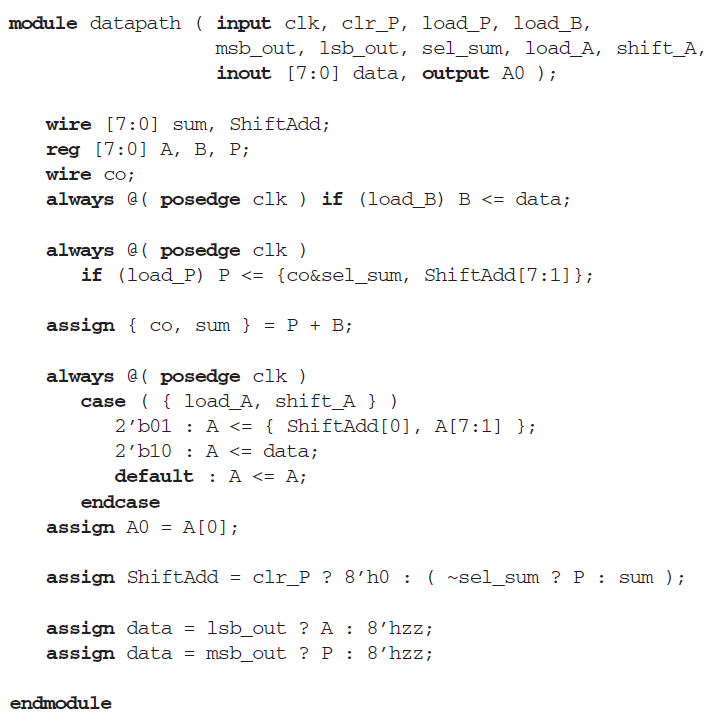 module datapath ( input clk, clr_P, load_P, load_B,
msb_out, lsb_out, sel_sum, load_A, shift_A,
inout [7:0] data, output A0 );
wire [7:0] sum, ShiftAdd;
reg [7:0] A, B, P;
wire co;
always @( posedge clk ) if (load_B) B <= data;
always @( posedge clk )
if (load_P) P <= {co&sel_sum, ShiftAdd[7:1]};
assign { co, sum } = P + B;
always @( posedge clk )
case ( { load_A, shift_A } )
2’b01 : A <= { ShiftAdd[0], A[7:1] };
2’b10 : A <= data;
default : A <= A;
endcase
assign A0 = A[0];
assign ShiftAdd = clr_P ? 8’h0 : ( ~sel_sum ? P : sum );
assign data = lsb_out ? A : 8’hzz;
assign data = msb_out ? P : 8’hzz;
endmodule